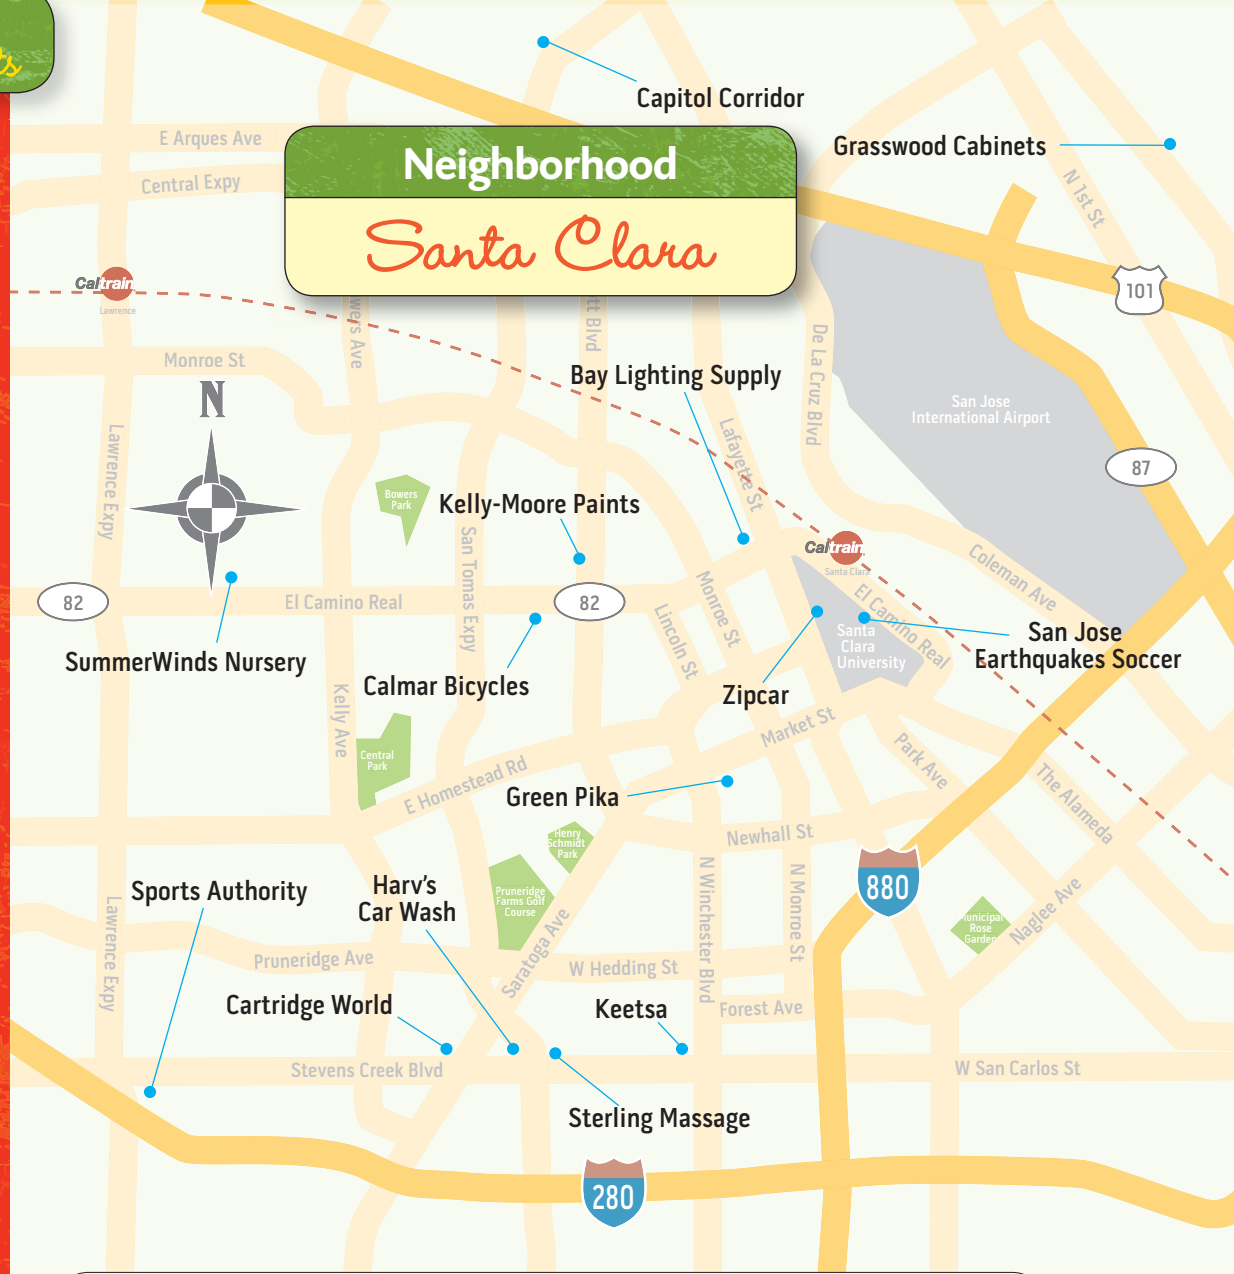 Capitol Corridor
E Arques Ave
Grasswood Cabinets
Neighborhood
Central Expy
N 1st St
Santa Clara
Caltrain
Lawrence
101
Monroe St
De La Cruz Blvd
Bay Lighting Supply
N
San Jose
International Airport
Lawrence Expy
Lafayette St
87
Bowers
Park
Kelly-Moore Paints
San Tomas Expy
Caltrain
Santa Clara
Coleman Ave
82
El Camino Real
82
Monroe St
Lincoln St
El Camino Real
Santa
Clara
University
San Jose
Earthquakes Soccer
SummerWinds Nursery
Calmar Bicycles
Zipcar
Kelly Ave
Market St
Central
Park
E Homestead Rd
Park Ave
Green Pika
The Alameda
Henry
Schmidt
Park
Newhall St
Sports Authority
Harv's
Car Wash
Pruneridge
Farms Golf
Course
N Winchester Blvd
N Monroe St
880
Rose
Naglee Ave
Lawrence Expy
Pruneridge Ave
Saratoga Ave
W Hedding St
Cartridge World
Keetsa
Forest Ave
Stevens Creek Blvd
W San Carlos St
Sterling Massage
280